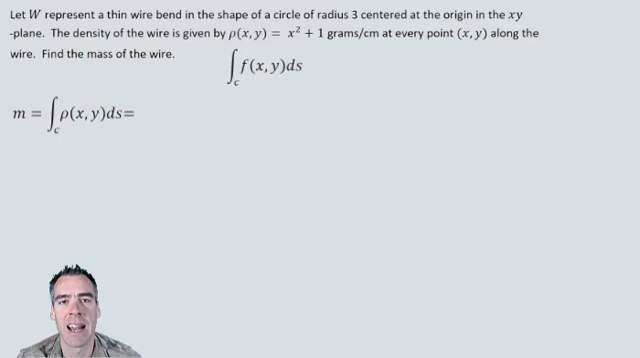 Let W represent a thin wire bend in the shape of a circle of radius 3 centered at the origin in the xy
-plane. The density of the wire is given by ρ(x, y) = x² + 1 grams/cm at every point (x, y) along the
wire. Find the mass of the wire.
∫_C f(x, y)ds
m = ∫_C ρ(x, y)ds=